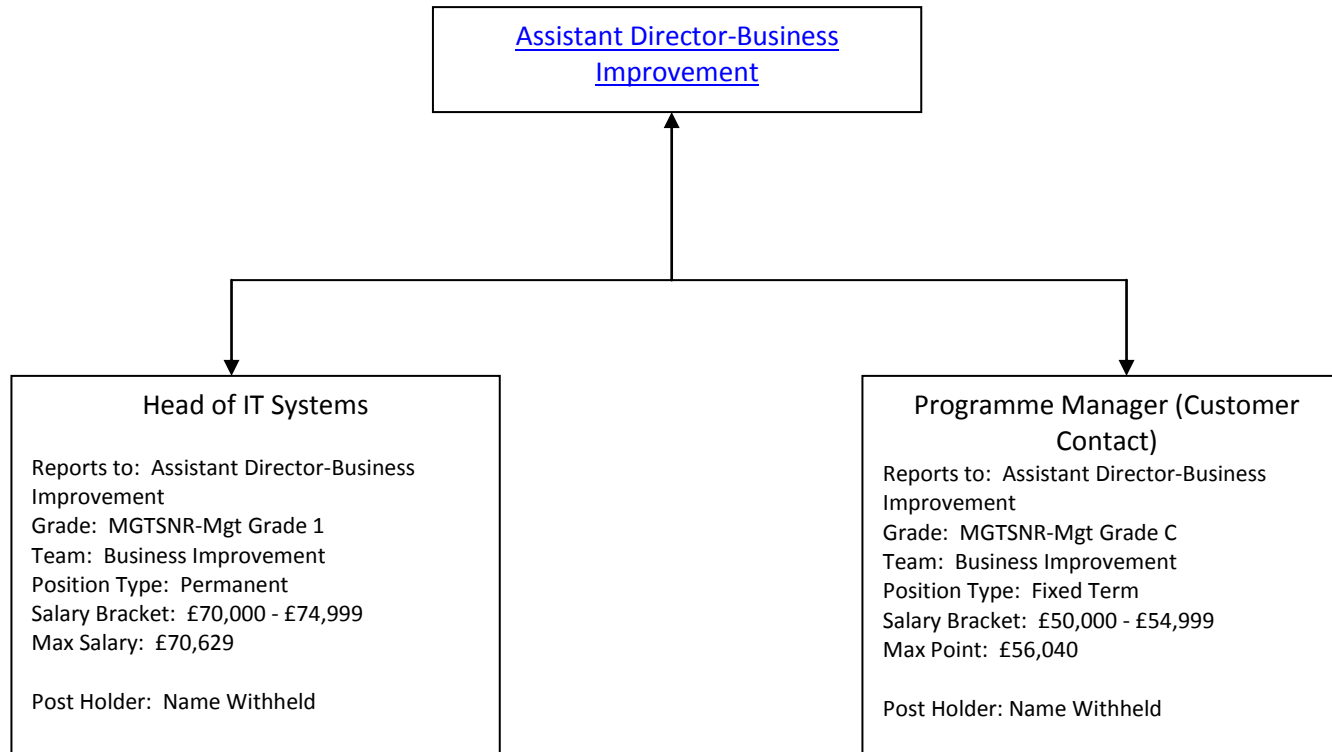 Assistant Director-Business
Improvement
Head of IT Systems
Reports to:  Assistant Director-Business
Improvement
Grade:  MGTSNR-Mgt Grade 1
Team:  Business Improvement
Position Type:  Permanent
Salary Bracket:  £70,000 - £74,999
Max Salary:  £70,629
Post Holder:  Name Withheld
Programme Manager (Customer
Contact)
Reports to:  Assistant Director-Business
Improvement
Grade:  MGTSNR-Mgt Grade C
Team:  Business Improvement
Position Type:  Fixed Term
Salary Bracket:  £50,000 - £54,999
Max Point:  £56,040
Post Holder: Name Withheld